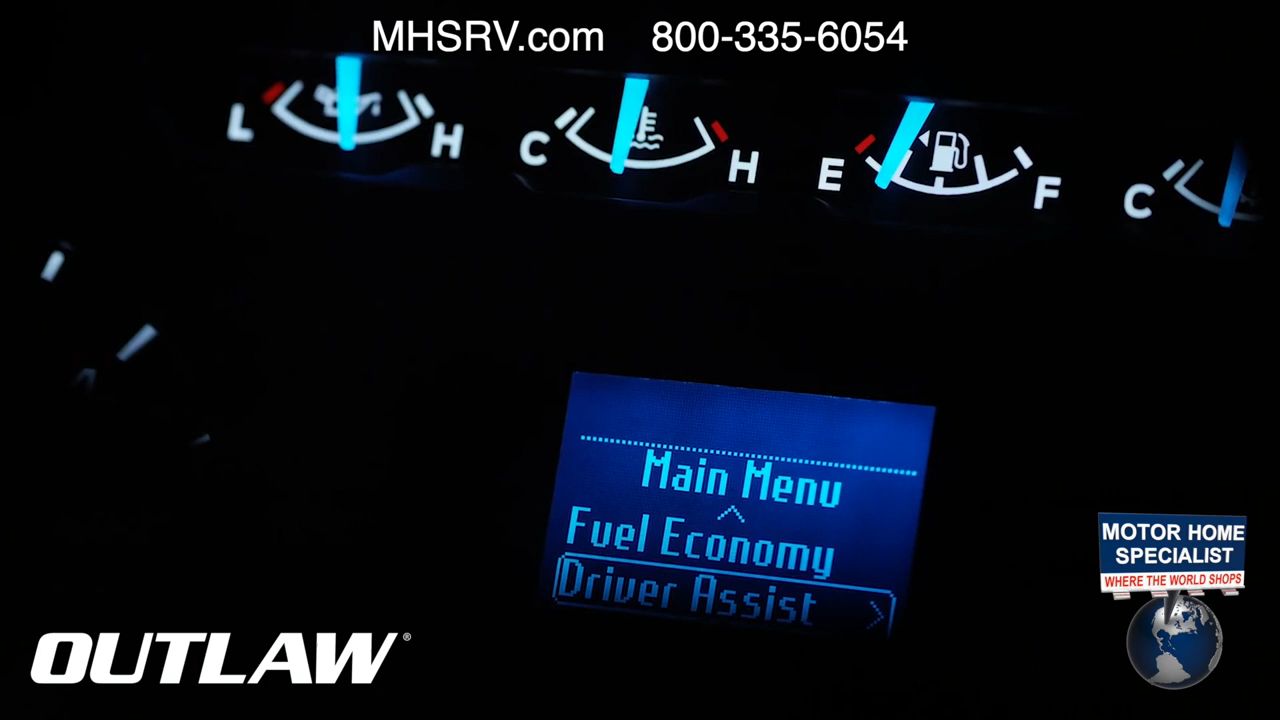 MHSRV.com 800-335-6054
L H C H E F C
Main Menu
Fuel Economy
Driver Assist >
MOTOR HOME
SPECIALIST
WHERE THE WORLD SHOPS
OUTLAW®